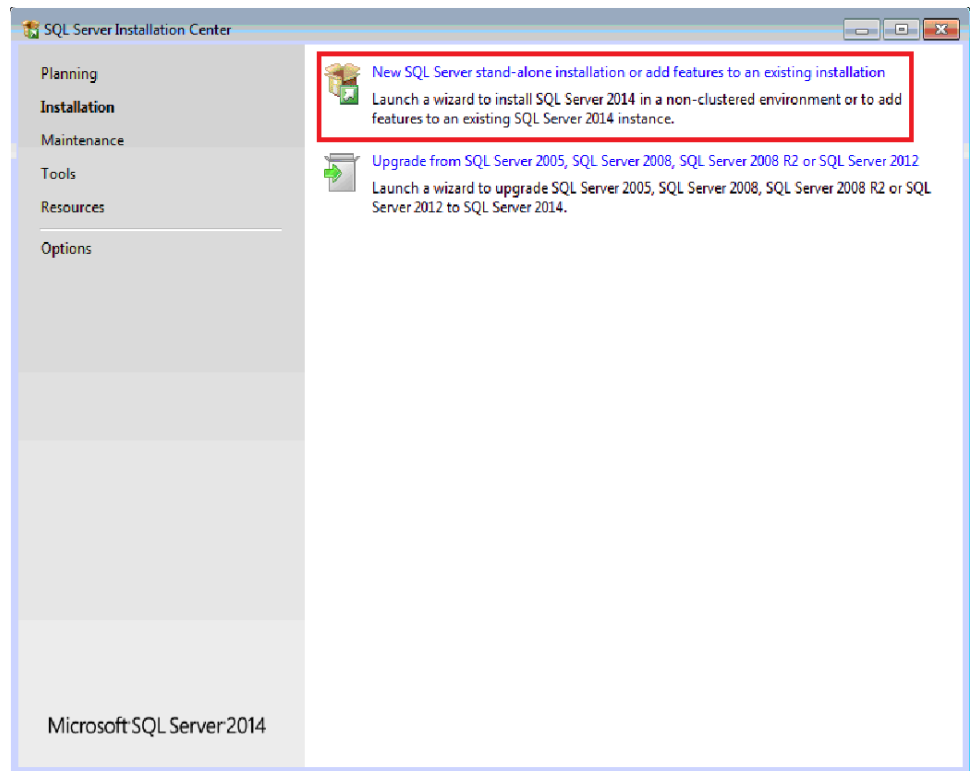 SQL Server Installation Center
Planning
Installation
Maintenance
Tools
Resources
Options
New SQL Server stand-alone installation or add features to an existing installation
Launch a wizard to install SQL Server 2014 in a non-clustered environment or to add
features to an existing SQL Server 2014 instance.
Upgrade from SQL Server 2005, SQL Server 2008, SQL Server 2008 R2 or SQL Server 2012
Launch a wizard to upgrade SQL Server 2005, SQL Server 2008, SQL Server 2008 R2 or SQL
Server 2012 to SQL Server 2014.
Microsoft SQL Server 2014